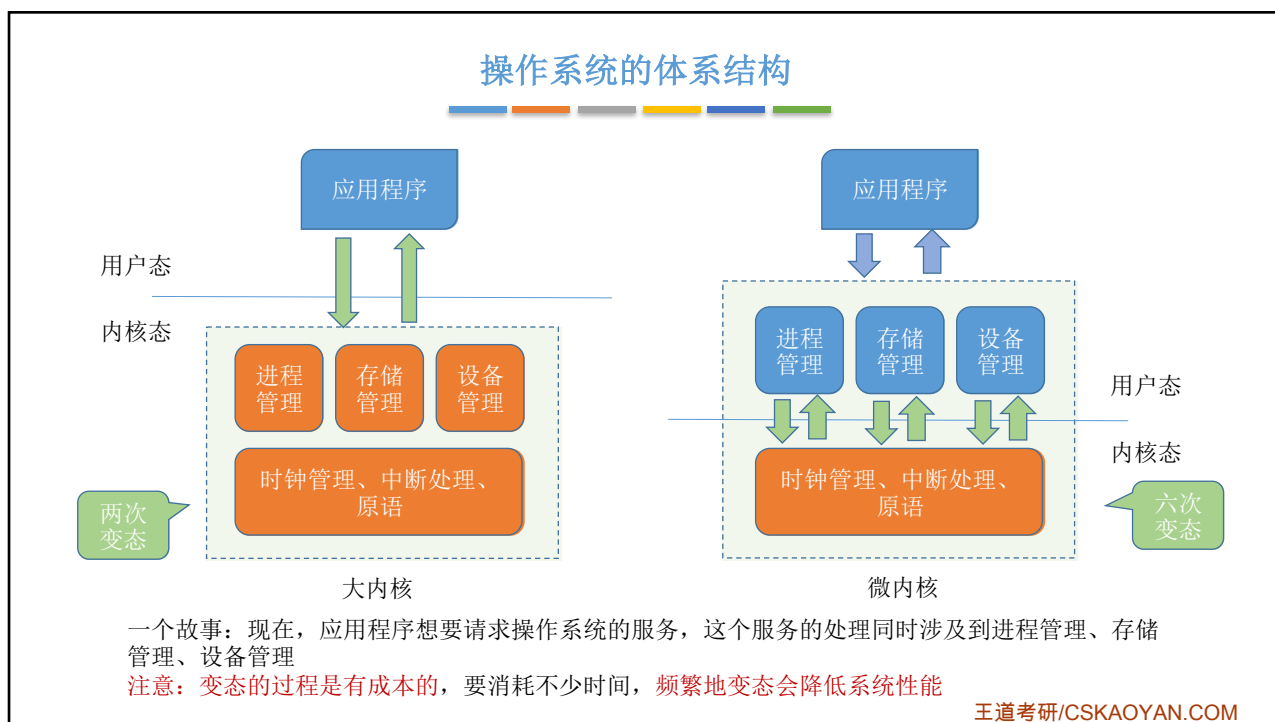 操作系统的体系结构
应用程序
用户态
内核态
进程
管理
存储
管理
设备
管理
时钟管理、中断处理、
原语
两次
变态
大内核
应用程序
进程
管理
存储
管理
设备
管理
用户态
内核态
时钟管理、中断处理、
原语
六次
变态
微内核
一个故事：现在，应用程序想要请求操作系统的服务，这个服务的处理同时涉及到进程管理、存储
管理、设备管理
注意：变态的过程是有成本的，要消耗不少时间，频繁地变态会降低系统性能
王道考研/CSKAOYAN.COM